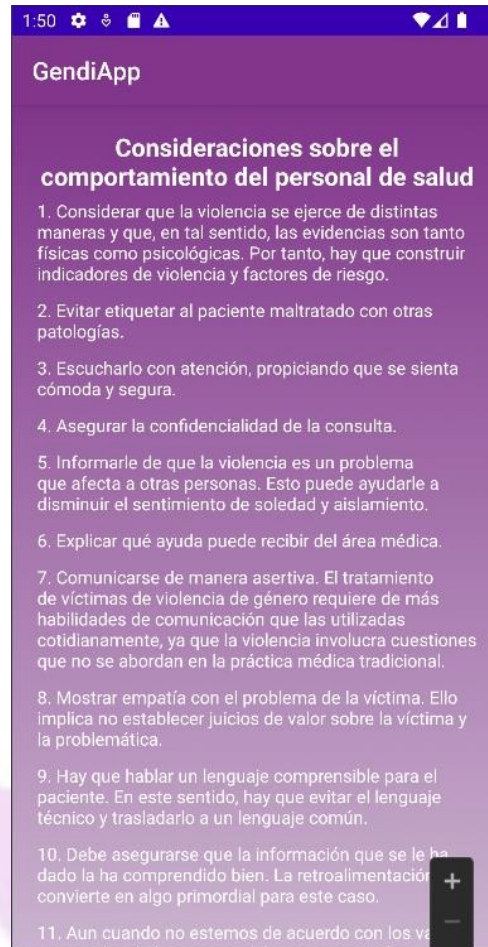 1:50
GendiApp
Consideraciones sobre el
comportamiento del personal de salud
1. Considerar que la violencia se ejerce de distintas
maneras y que, en tal sentido, las evidencias son tanto
físicas como psicológicas. Por tanto, hay que construir
indicadores de violencia y factores de riesgo.
2. Evitar etiquetar al paciente maltratado con otras
patologías.
3. Escucharlo con atención, propiciando que se sienta
cómoda y segura.
4. Asegurar la confidencialidad de la consulta.
5. Informarle de que la violencia es un problema
que afecta a otras personas. Esto puede ayudarle a
disminuir el sentimiento de soledad y aislamiento.
6. Explicar qué ayuda puede recibir del área médica.
7. Comunicarse de manera asertiva. El tratamiento
de víctimas de violencia de género requiere de más
habilidades de comunicación que las utilizadas
cotidianamente, ya que la violencia involucra cuestiones
que no se abordan en la práctica médica tradicional.
8. Mostrar empatía con el problema de la víctima. Ello
implica no establecer juicios de valor sobre la víctima y
la problemática.
9. Hay que hablar un lenguaje comprensible para el
paciente. En este sentido, hay que evitar el lenguaje
técnico y trasladarlo a un lenguaje común.
10. Debe asegurarse que la información que se le ha
dado la ha comprendido bien. La retroalimentación
convierte en algo primordial para este caso.
11. Aun cuando no estemos de acuerdo con los